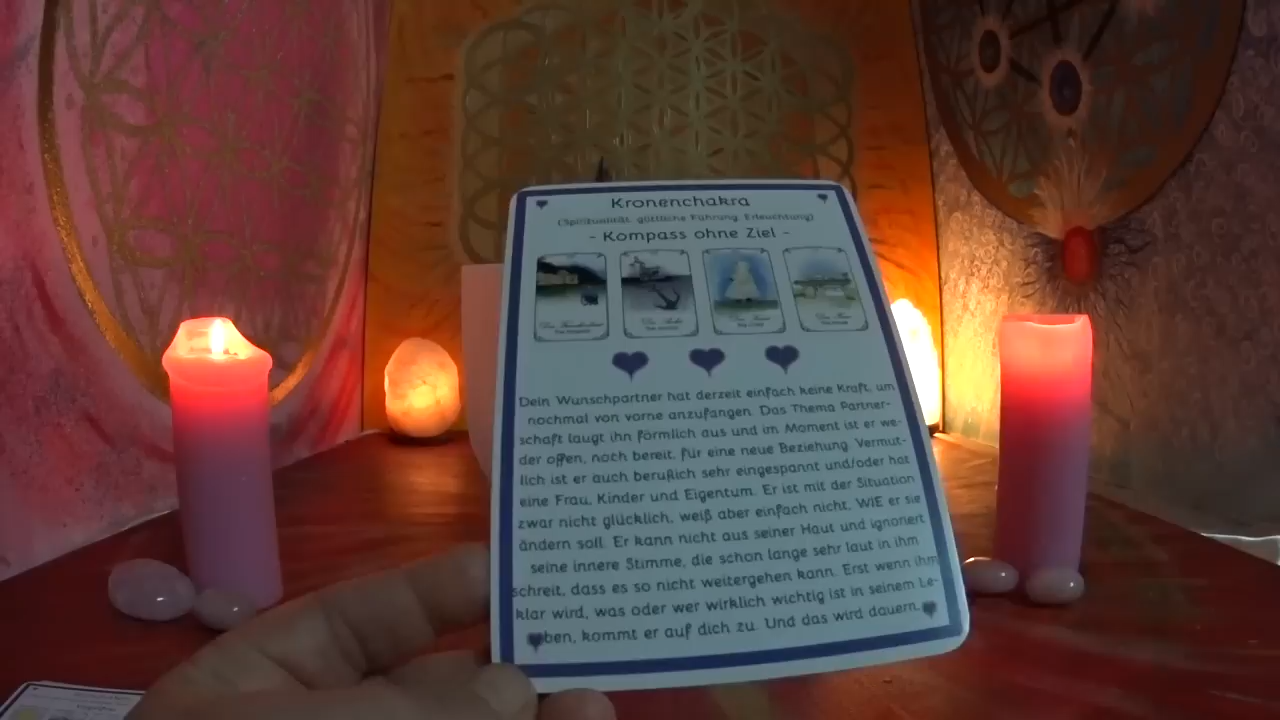 Kronenchakra
(Spiritualität, göttliche Führung, Erleuchtung)
- Kompass ohne Ziel -
Dein Wunschpartner hat derzeit einfach keine Kraft, um
nochmal von vorne anzufangen. Das Thema Partner-
schaft laugt ihn förmlich aus und im Moment ist er we-
der offen, noch bereit, für eine neue Beziehung. Vermut-
lich ist er auch beruflich sehr eingespannt und/oder hat
eine Frau, Kinder und Eigentum. Er ist mit der Situation
zwar nicht glücklich, weiß aber einfach nicht, WIE er sie
ändern soll. Er kann nicht aus seiner Haut und ignoriert
seine innere Stimme, die schon lange sehr laut in ihm
schreit, dass es so nicht weitergehen kann. Erst wenn ihm
klar wird, was oder wer wirklich wichtig ist in seinem Le-
ben, kommt er auf dich zu. Und das wird dauern.